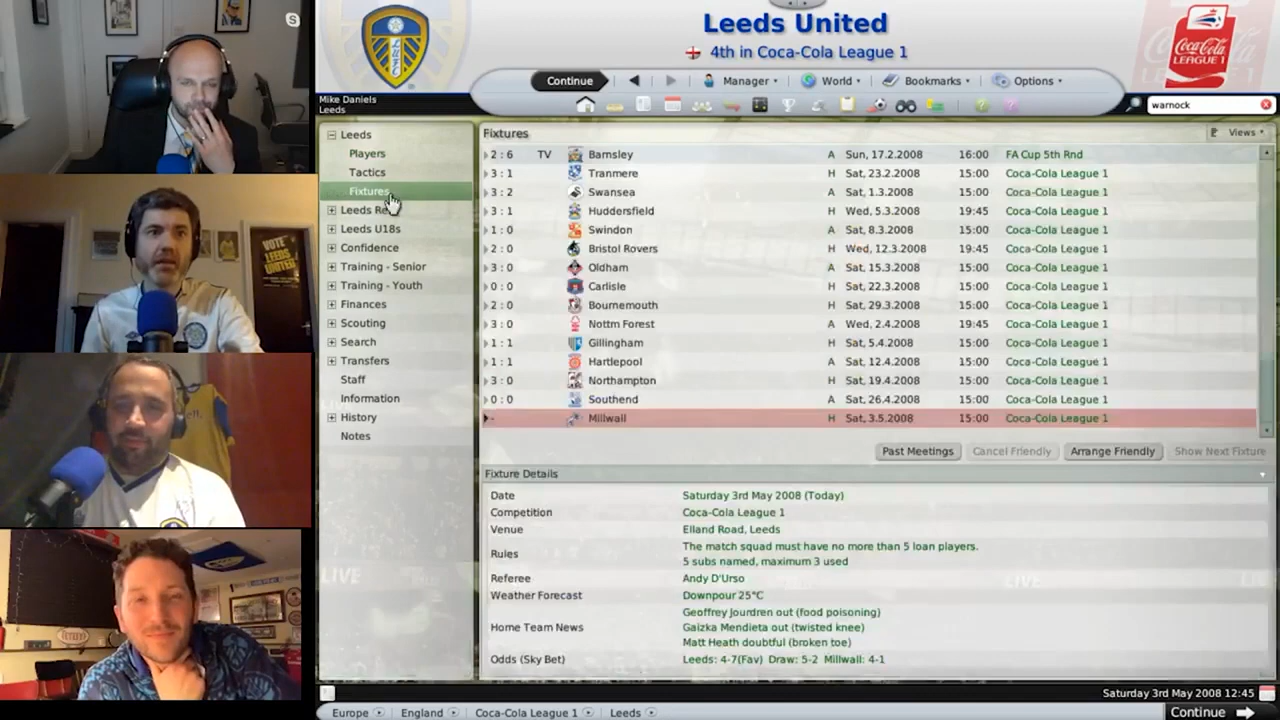 Leeds United
4th in Coca-Cola League 1
Coca-Cola
LEAGUE 1
Continue
Manager
World
Bookmarks
Options
Mike Daniels
Leeds
warnock
Leeds
Players
Tactics
Fixtures
Leeds Re
Leeds U18s
Confidence
Training - Senior
Training - Youth
Finances
Scouting
Search
Transfers
Staff
Information
History
Notes
Fixtures
Views
2 : 6 TV Barnsley A Sun, 17.2.2008 16:00 FA Cup 5th Rnd
3 : 1 Tranmere H Sat, 23.2.2008 15:00 Coca-Cola League 1
3 : 2 Swansea A Sat, 1.3.2008 15:00 Coca-Cola League 1
3 : 1 Huddersfield H Wed, 5.3.2008 19:45 Coca-Cola League 1
1 : 0 Swindon A Sat, 8.3.2008 15:00 Coca-Cola League 1
2 : 0 Bristol Rovers H Wed, 12.3.2008 19:45 Coca-Cola League 1
3 : 0 Oldham A Sat, 15.3.2008 15:00 Coca-Cola League 1
0 : 0 Carlisle H Sat, 22.3.2008 15:00 Coca-Cola League 1
2 : 0 Bournemouth H Sat, 29.3.2008 15:00 Coca-Cola League 1
3 : 0 Nottm Forest A Wed, 2.4.2008 19:45 Coca-Cola League 1
1 : 1 Gillingham H Sat, 5.4.2008 15:00 Coca-Cola League 1
1 : 1 Hartlepool A Sat, 12.4.2008 15:00 Coca-Cola League 1
3 : 0 Northampton H Sat, 19.4.2008 15:00 Coca-Cola League 1
0 : 0 Southend A Sat, 26.4.2008 15:00 Coca-Cola League 1
- Millwall H Sat, 3.5.2008 15:00 Coca-Cola League 1
Past Meetings
Cancel Friendly
Arrange Friendly
Show Next Fixture
Fixture Details
Date Saturday 3rd May 2008 (Today)
Competition Coca-Cola League 1
Venue Elland Road, Leeds
Rules The match squad must have no more than 5 loan players.
5 subs named, maximum 3 used
Referee Andy D'Urso
Weather Forecast Downpour 25°C
Home Team News Geoffrey Jourdren out (food poisoning)
Gaizka Mendieta out (twisted knee)
Matt Heath doubtful (broken toe)
Odds (Sky Bet) Leeds: 4-7(Fav) Draw: 5-2 Millwall: 4-1
Saturday 3rd May 2008 12:45
Europe
England
Coca-Cola League 1
Leeds
Continue
VOTE
LEEDS
UNITED
LIVE
LIVE